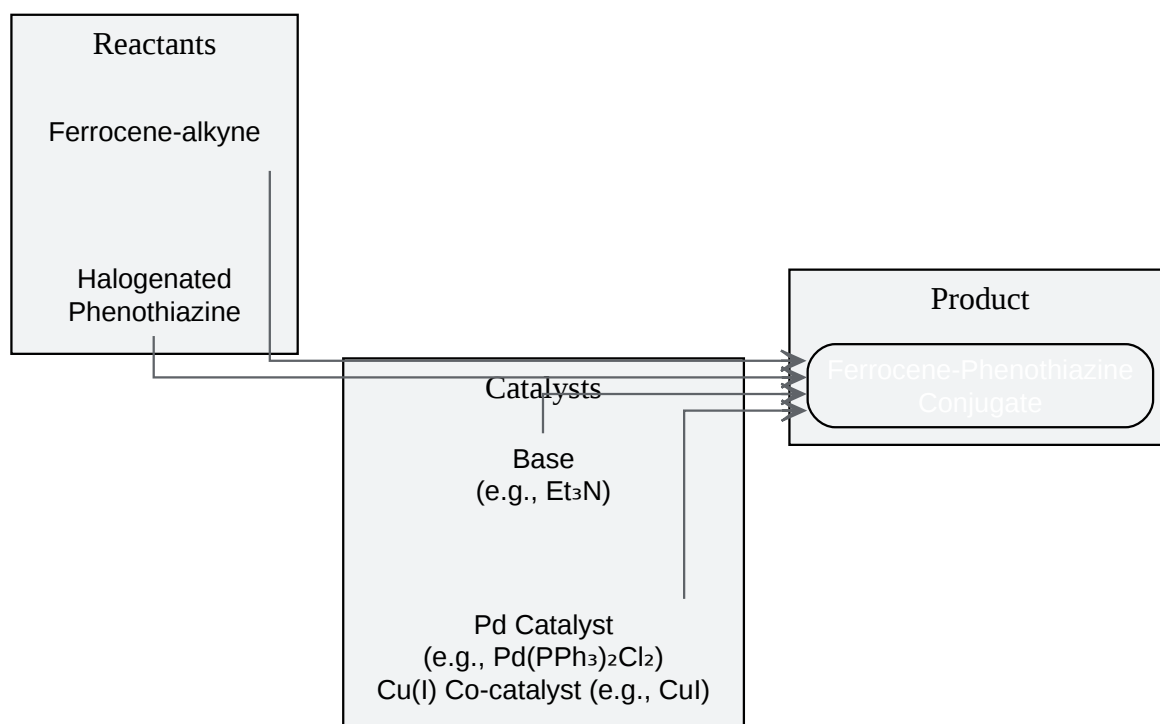 Reactants
Ferrocene-alkyne
Halogenated
Phenothiazine
Product
Ferrocene-Phenothiazine
Conjugate
Catalysts
Base
(e.g., Et₃N)
Pd Catalyst
(e.g., Pd(PPh₃)₂Cl₂)
Cu(I) Co-catalyst (e.g., CuI)